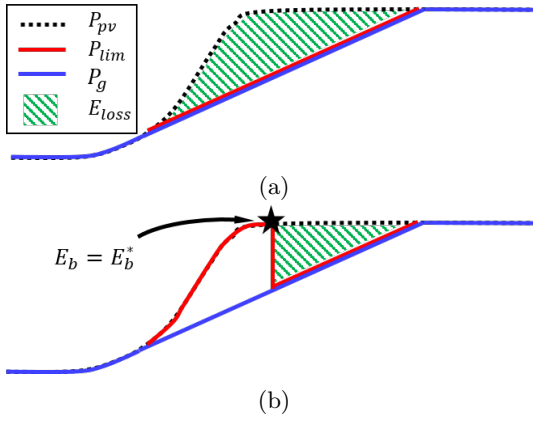 P_pv
P_lim
P_g
E_loss
(a)
E_b = E_b^*
(b)